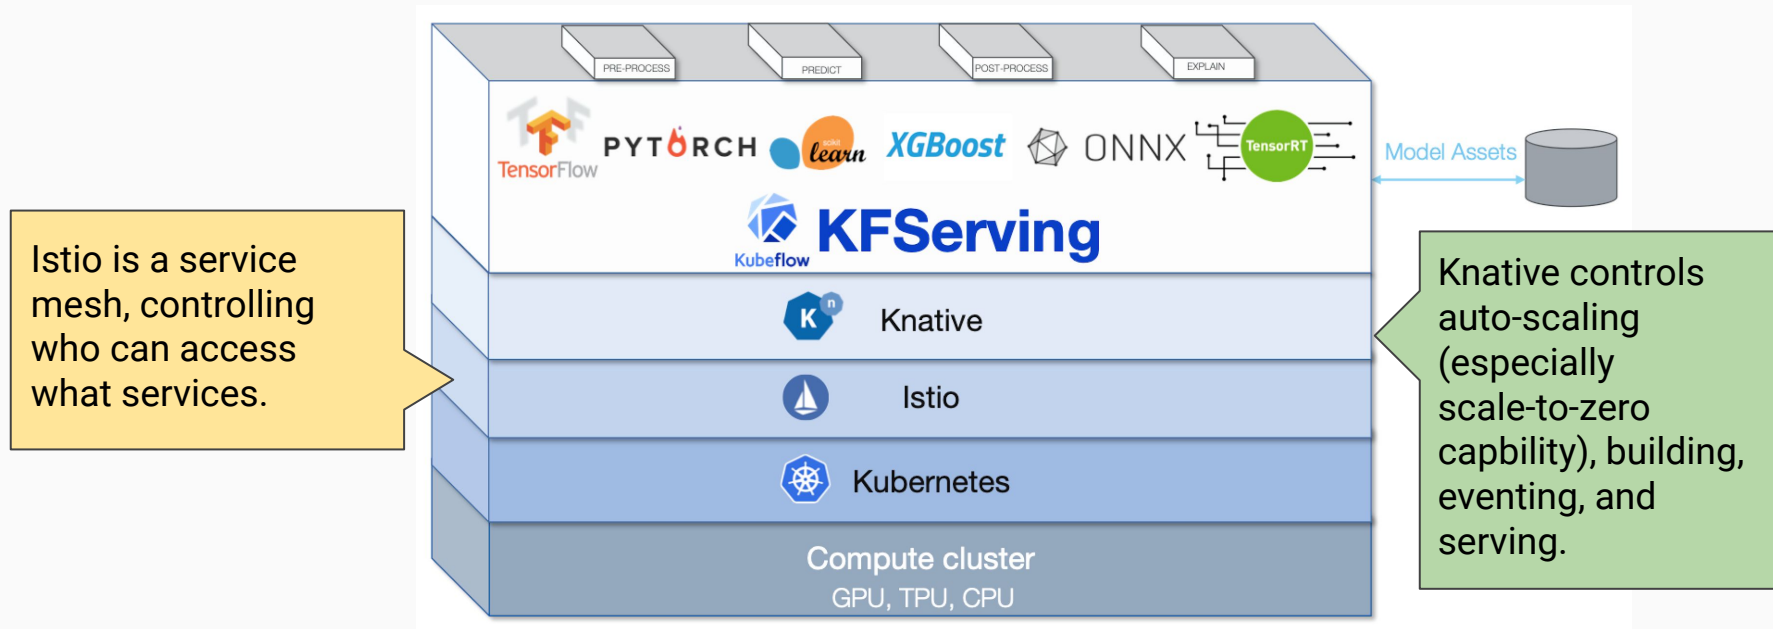 PRE-PROCESS
PREDICT
POST-PROCESS
EXPLAIN
TF
TensorFlow
PYTORCH
scikit
learn
XGBoost
ONNX
TensorRT
Model Assets
Kubeflow
KFServing
Istio is a service
mesh, controlling
who can access
what services.
K n
Knative
Istio
Kubernetes
Compute cluster
GPU, TPU, CPU
Knative controls
auto-scaling
(especially
scale-to-zero
capbility), building,
eventing, and
serving.